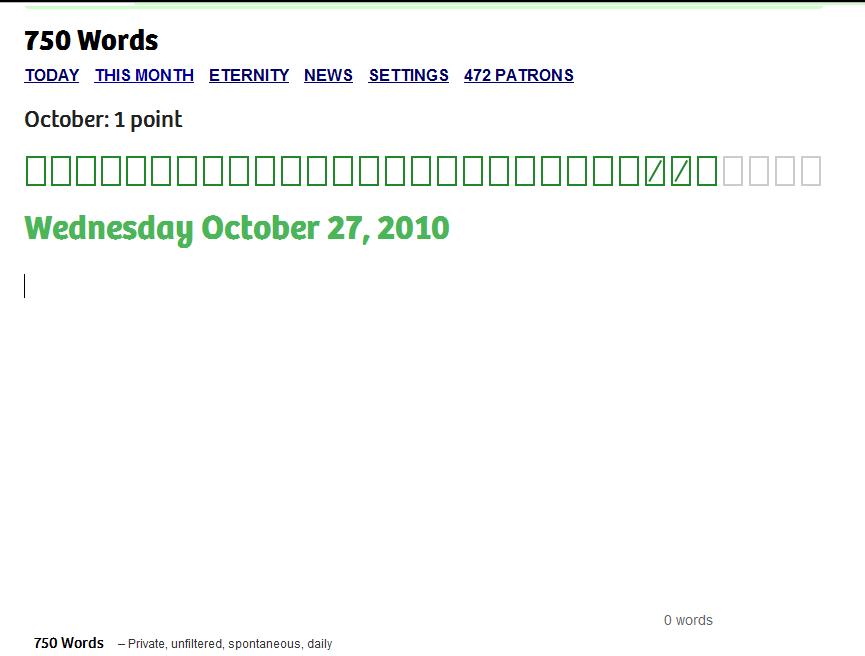 750 Words
TODAY THIS MONTH ETERNITY NEWS SETTINGS 472 PATRONS
October: 1 point
Wednesday October 27, 2010
0 words
750 Words – Private, unfiltered, spontaneous, daily